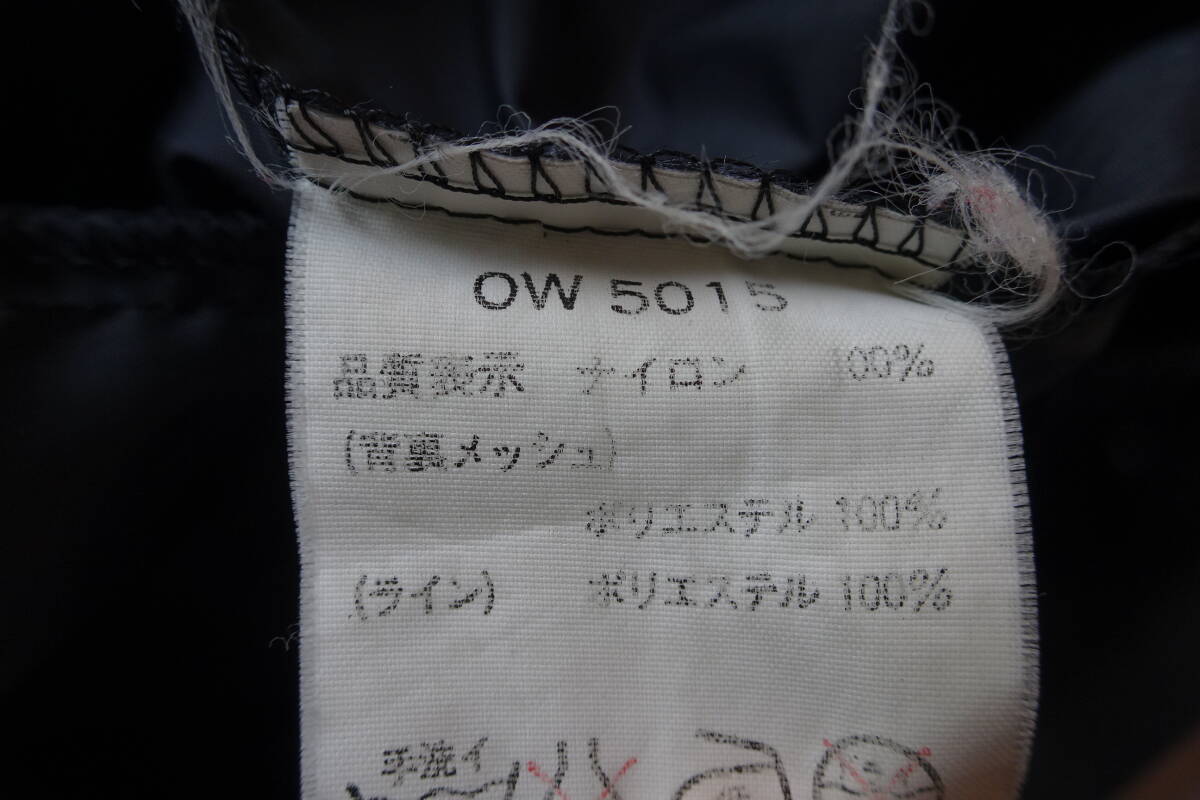 OW 5015
品質表示 ナイロン 100%
(背裏メッシュ)
ポリエステル 100%
(ライン) ポリエステル 100%
手洗イ